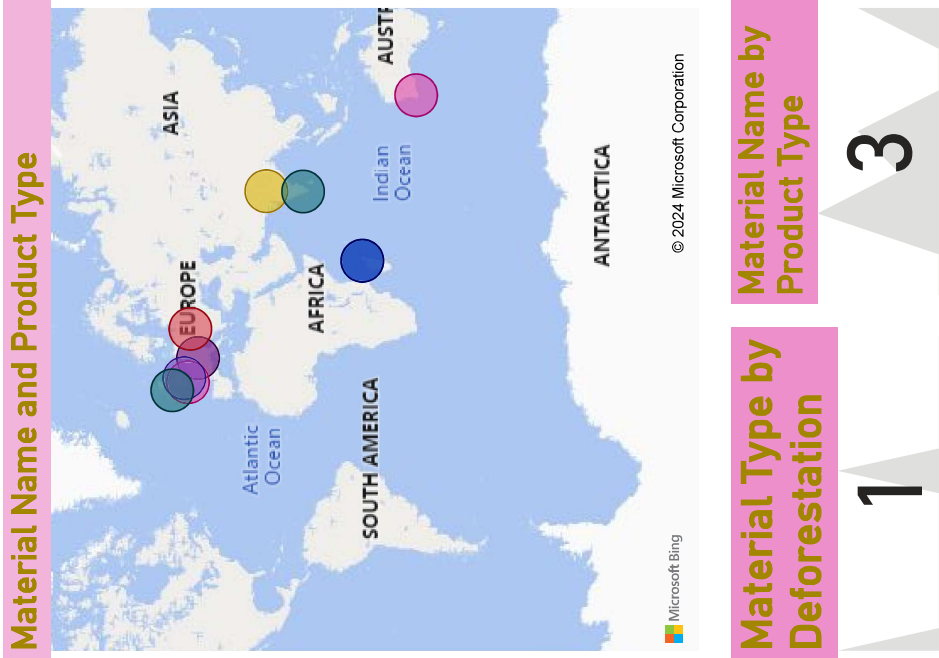 Material Name and Product Type
ASIA
EUROPE
AUSTR
AFRICA
Indian
Ocean
Atlantic
Ocean
SOUTH AMERICA
ANTARCTICA
Microsoft Bing
© 2024 Microsoft Corporation
Material Type by
Deforestation
1
Material Name by
Product Type
3